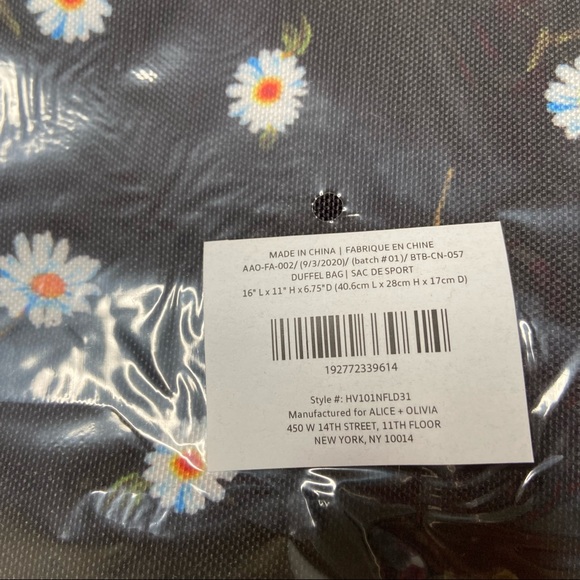 MADE IN CHINA | FABRIQUE EN CHINE
AAO-FA-002/ (9/3/2020)/ (batch #01)/ BTB-CN-057
DUFFEL BAG | SAC DE SPORT
16" L x 11" H x 6.75"D (40.6cm L x 28cm H x 17cm D)
192772339614
Style #: HV101NFLD31
Manufactured for ALICE + OLIVIA
450 W 14TH STREET, 11TH FLOOR
NEW YORK, NY 10014